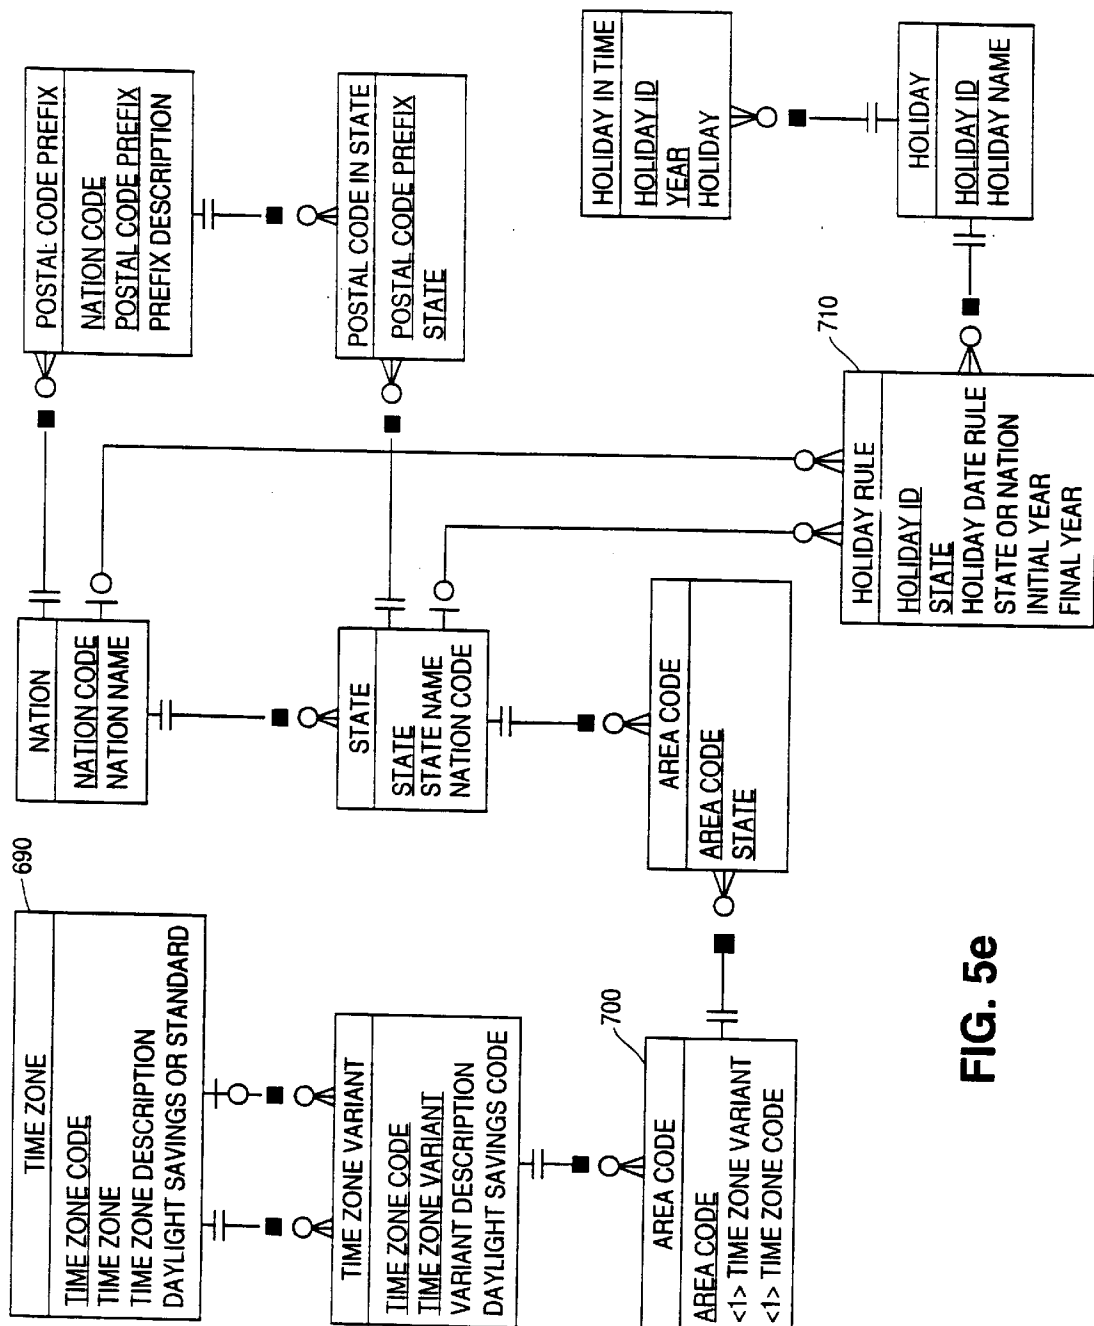 TIME ZONE
690
TIME ZONE CODE
TIME ZONE
TIME ZONE DESCRIPTION
DAYLIGHT SAVINGS OR STANDARD
NATION
NATION CODE
NATION NAME
POSTAL CODE PREFIX
NATION CODE
POSTAL CODE PREFIX
PREFIX DESCRIPTION
TIME ZONE VARIANT
TIME ZONE CODE
TIME ZONE VARIANT
VARIANT DESCRIPTION
DAYLIGHT SAVINGS CODE
STATE
STATE
STATE NAME
NATION CODE
POSTAL CODE IN STATE
POSTAL CODE PREFIX
STATE
AREA CODE
700
AREA CODE
<1> TIME ZONE VARIANT
<1> TIME ZONE CODE
AREA CODE
AREA CODE
STATE
HOLIDAY IN TIME
HOLIDAY ID
YEAR
HOLIDAY
HOLIDAY RULE
710
HOLIDAY ID
STATE
HOLIDAY DATE RULE
STATE OR NATION
INITIAL YEAR
FINAL YEAR
HOLIDAY
HOLIDAY ID
HOLIDAY NAME
FIG. 5e